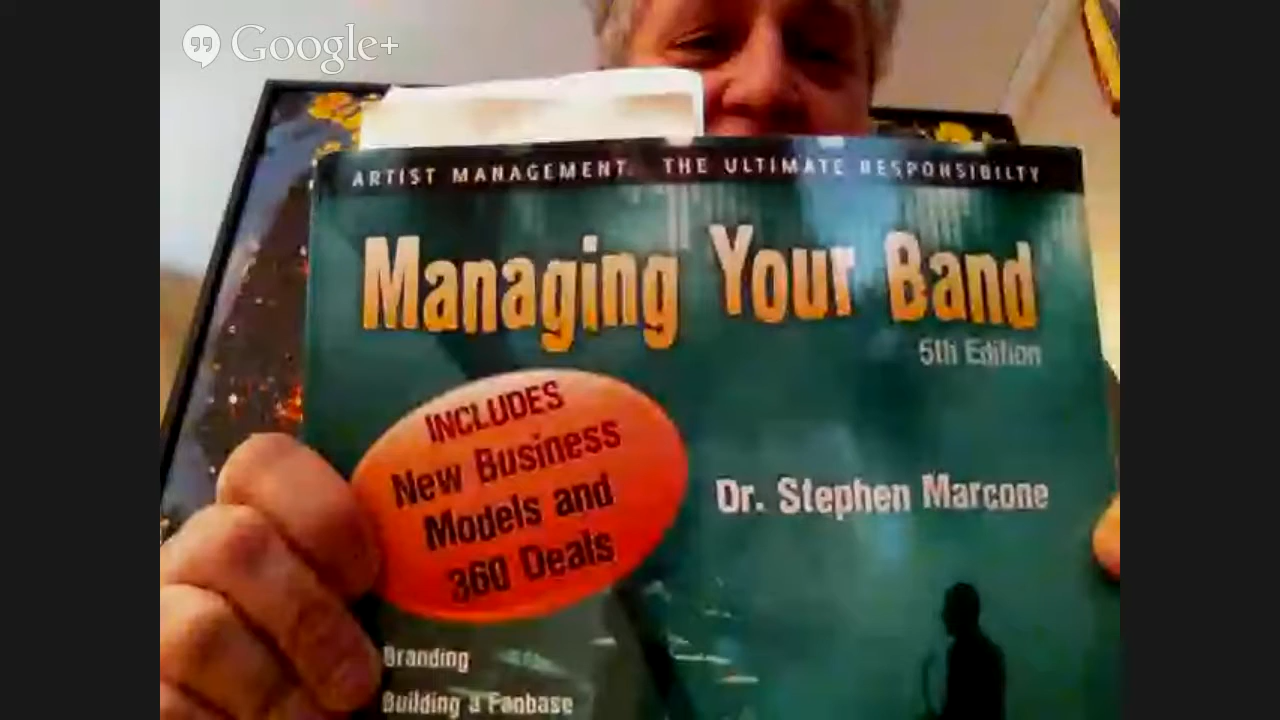 Google+
ARTIST MANAGEMENT: THE ULTIMATE RESPONSIBILTY
Managing Your Band
5th Edition
INCLUDES
New Business
Models and
360 Deals
Dr. Stephen Marcone
Branding
Building a Fanbase